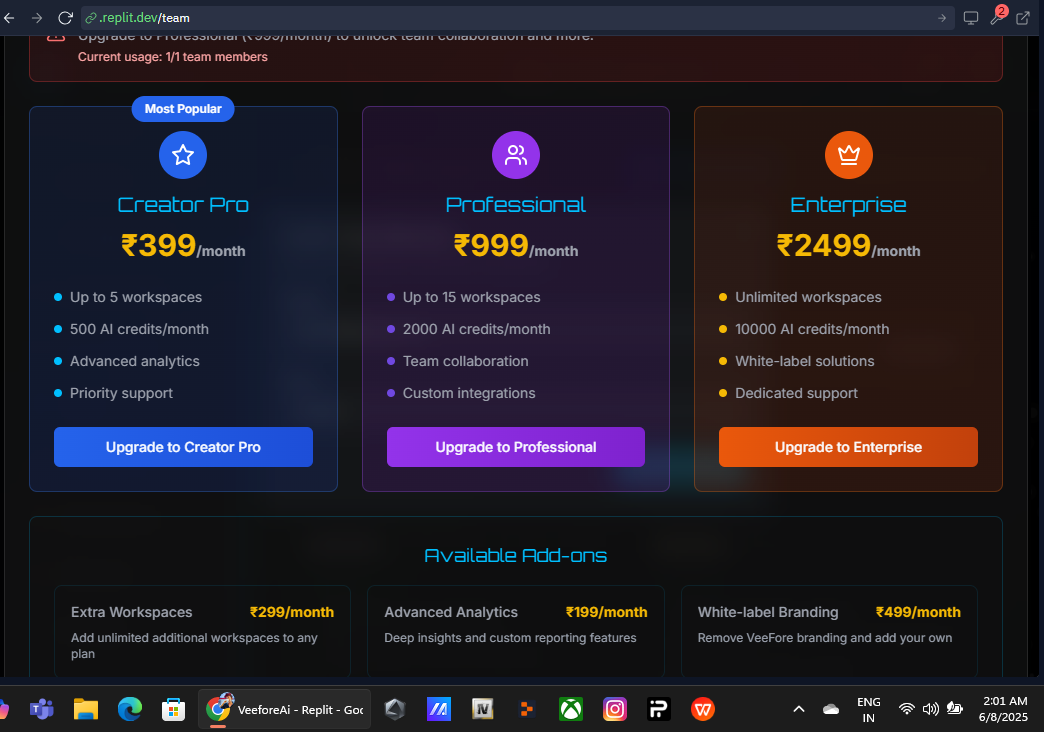 .replit.dev/team
2
Upgrade to Professional (₹999/month) to unlock team collaboration and more.
Current usage: 1/1 team members
Most Popular
Creator Pro
₹399/month
Up to 5 workspaces
500 AI credits/month
Advanced analytics
Priority support
Upgrade to Creator Pro
Professional
₹999/month
Up to 15 workspaces
2000 AI credits/month
Team collaboration
Custom integrations
Upgrade to Professional
Enterprise
₹2499/month
Unlimited workspaces
10000 AI credits/month
White-label solutions
Dedicated support
Upgrade to Enterprise
Available Add-ons
Extra Workspaces ₹299/month
Add unlimited additional workspaces to any
plan
Advanced Analytics ₹199/month
Deep insights and custom reporting features
White-label Branding ₹499/month
Remove VeeFore branding and add your own
VeeforeAi - Replit - Goo
ENG
IN
2:01 AM
6/8/2025